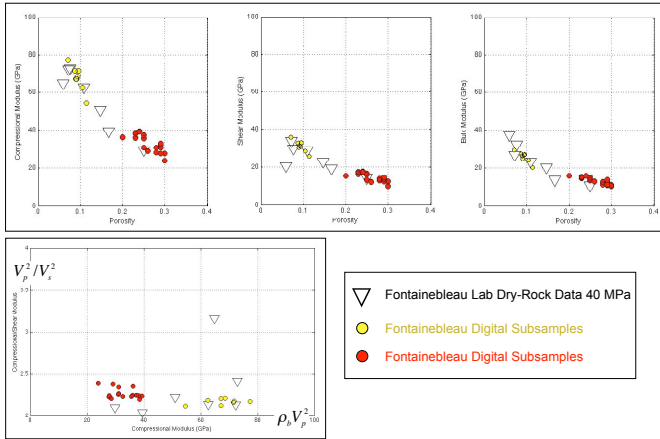 100
80
60
40
20
0
Compressional Modulus (GPa)
0 0.1 0.2 0.3 0.4
Porosity
100
80
60
40
20
0
Shear Modulus (GPa)
0 0.1 0.2 0.3 0.4
Porosity
100
80
60
40
20
0
Bulk Modulus (GPa)
0 0.1 0.2 0.3 0.4
Porosity
4
3.5
3
2.5
2
V_p^2/V_s^2
Compressional/Shear Modulus
0 20 40 60 80 100
Compressional Modulus (GPa)
ρ_b V_p^2
Fontainebleau Lab Dry-Rock Data 40 MPa
Fontainebleau Digital Subsamples
Fontainebleau Digital Subsamples